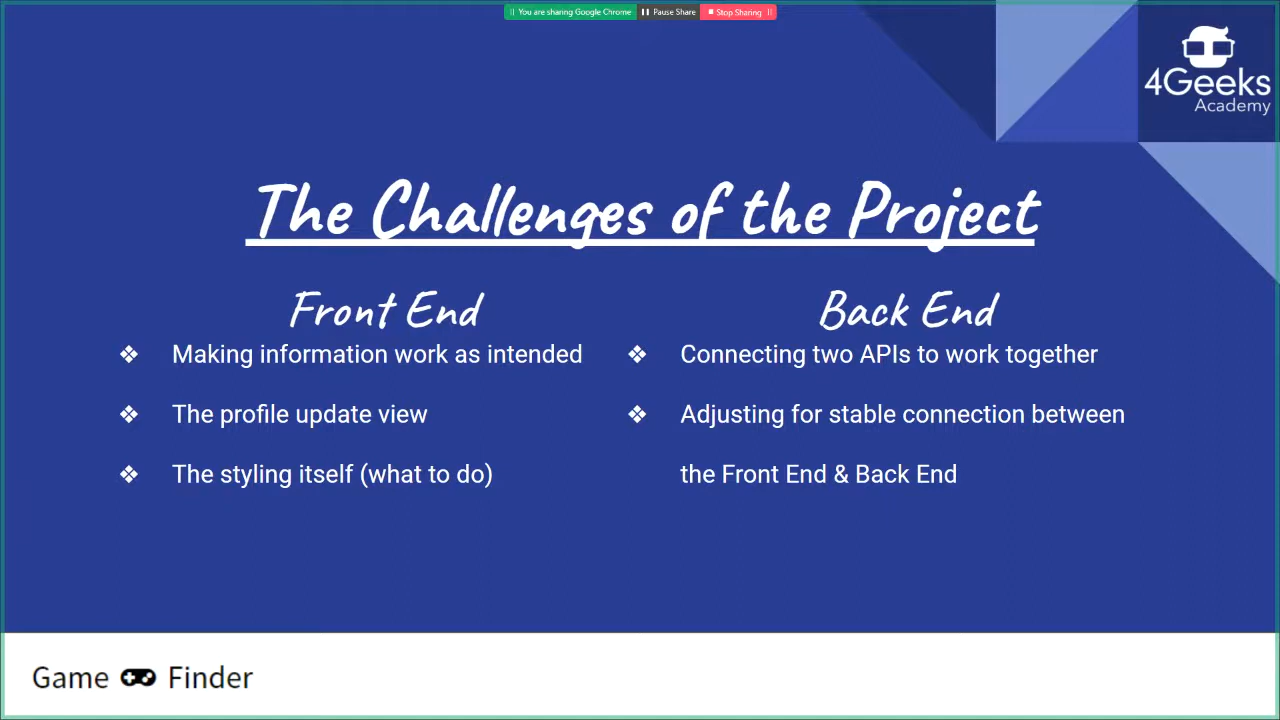 You are sharing Google Chrome Pause Share Stop Sharing
4Geeks
Academy
The Challenges of the Project
Front End
❖ Making information work as intended
❖ The profile update view
❖ The styling itself (what to do)
Back End
❖ Connecting two APIs to work together
❖ Adjusting for stable connection between
the Front End & Back End
Game Finder